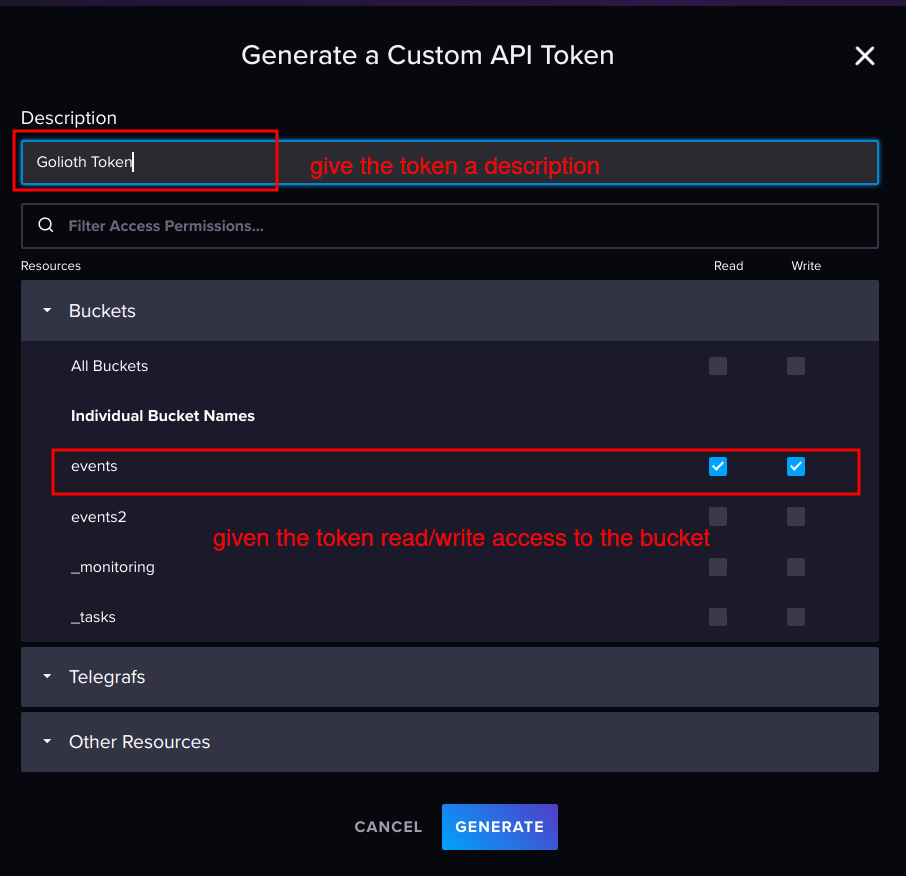 Generate a Custom API Token
Description
Golioth Token
give the token a description
Filter Access Permissions...
Resources Read Write
Buckets
All Buckets
Individual Bucket Names
events
events2
given the token read/write access to the bucket
_monitoring
_tasks
Telegrafs
Other Resources
CANCEL GENERATE